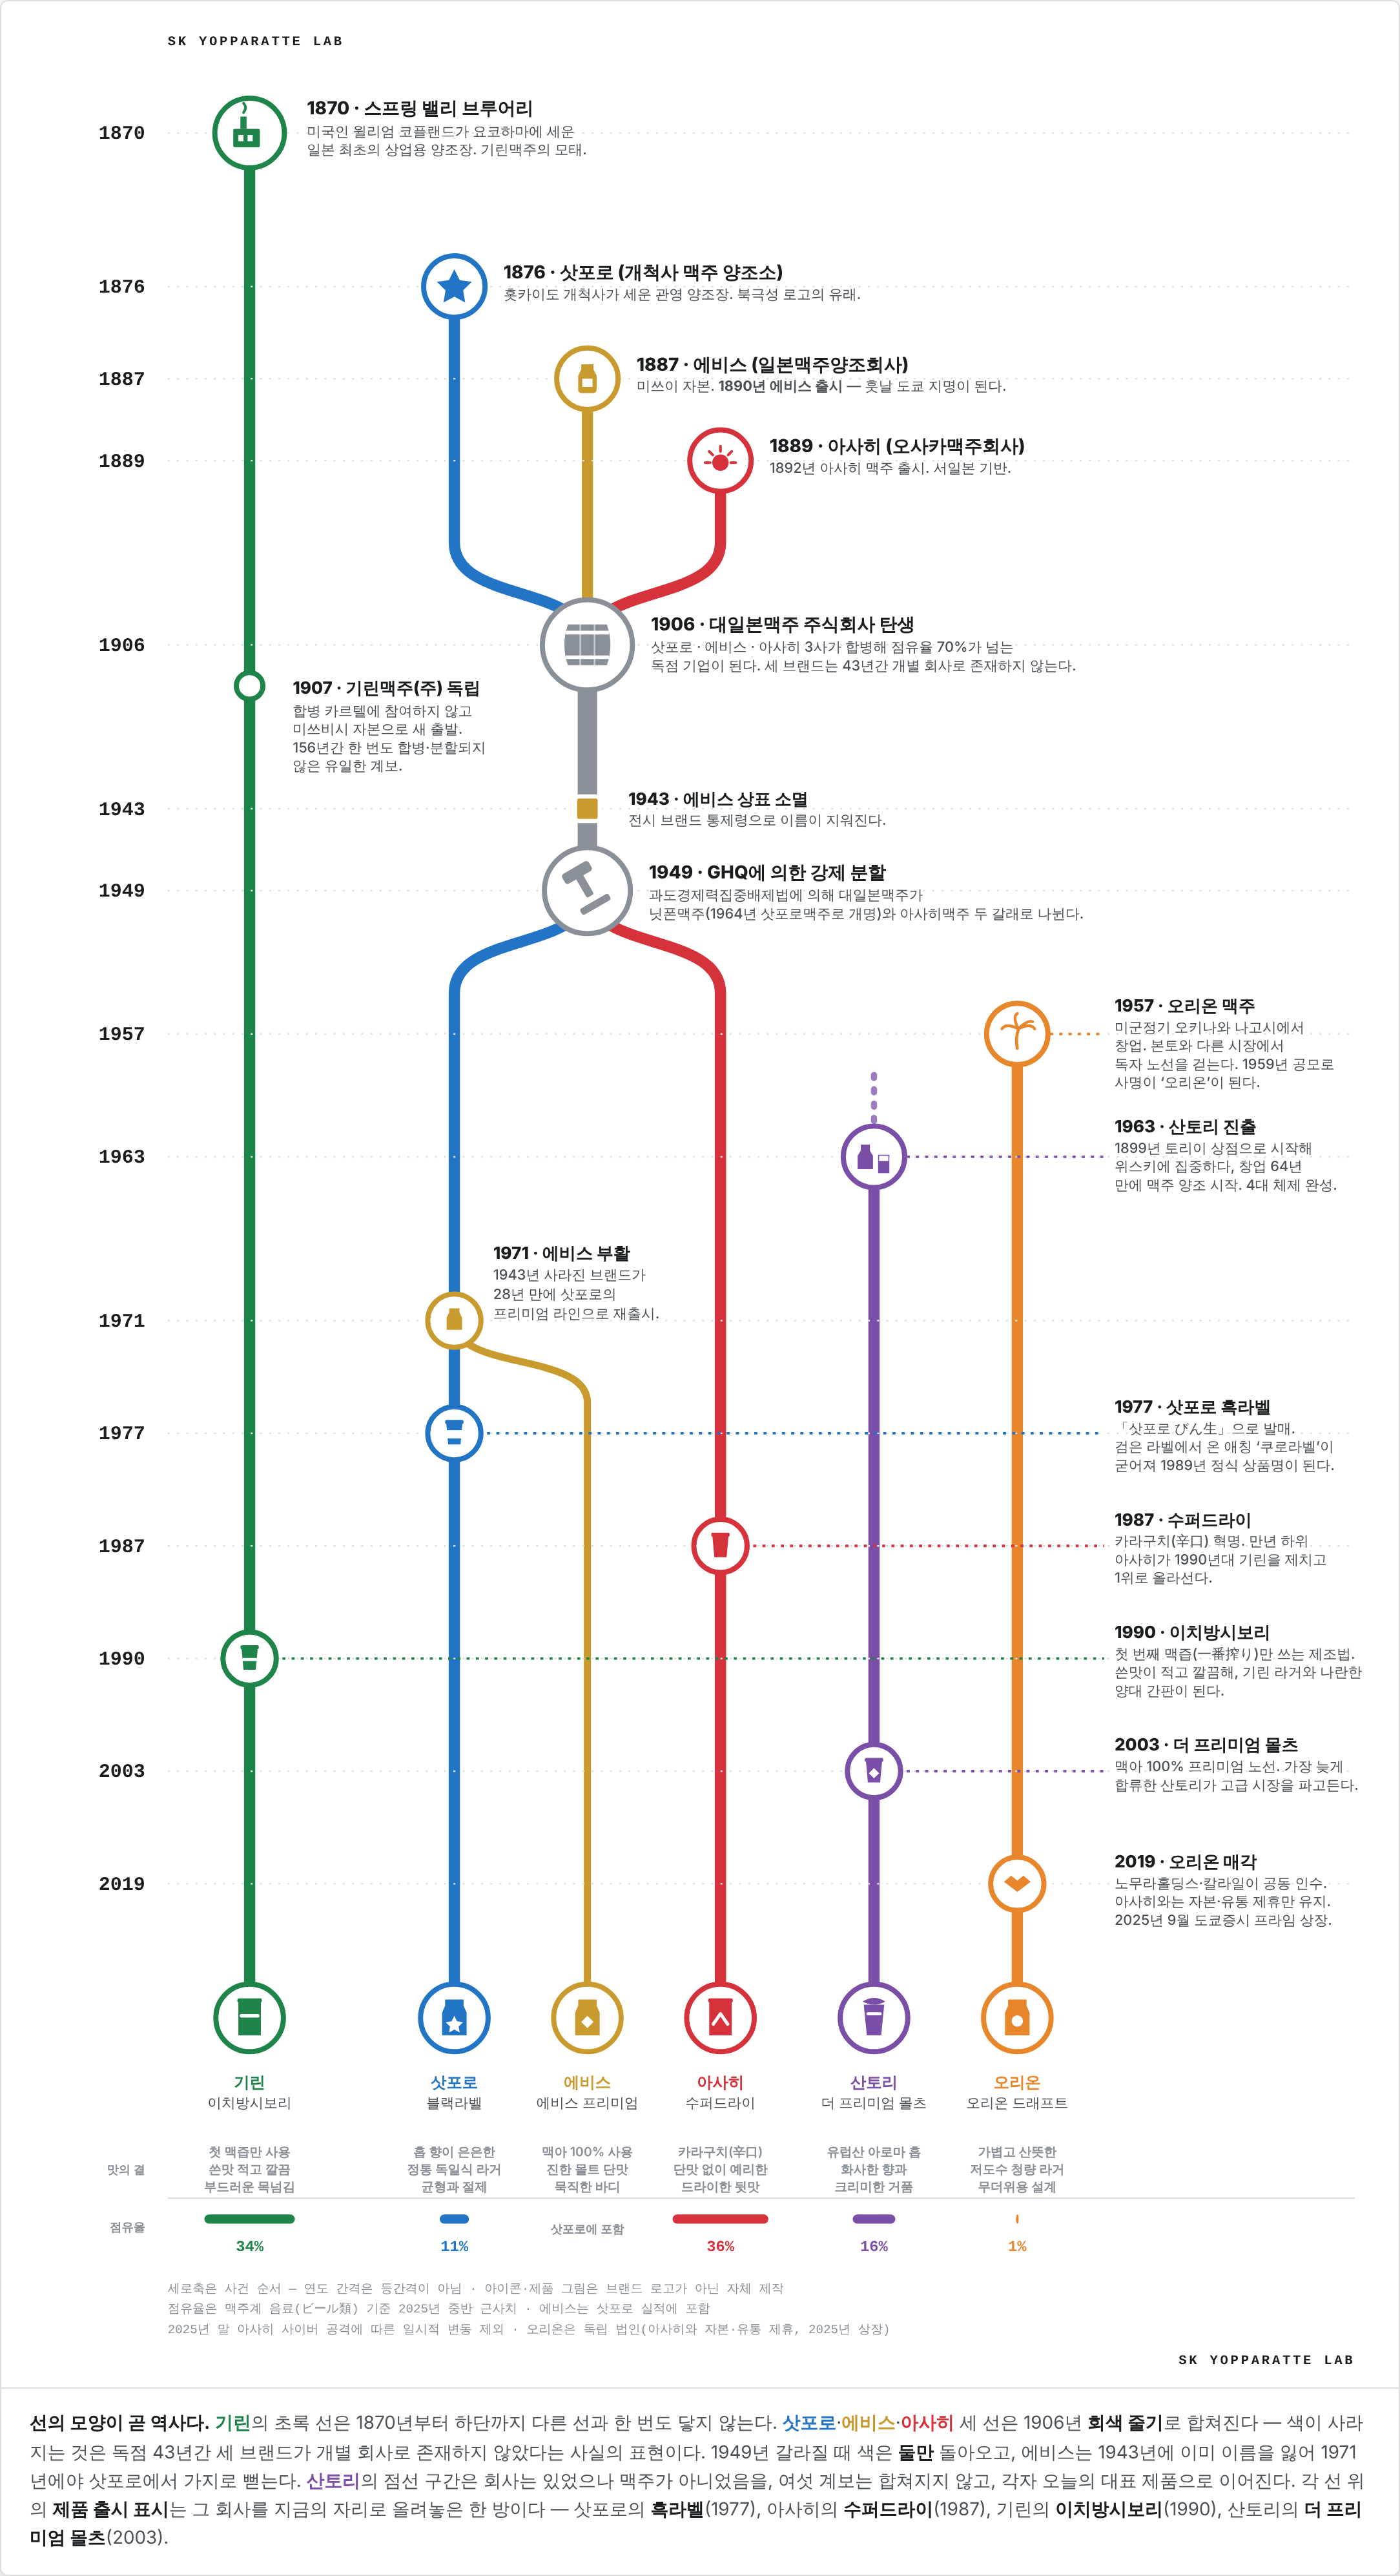 SK YOPPARATTE LAB
1870
1870 · 스프링 밸리 브루어리
미국인 윌리엄 코플랜드가 요코하마에 세운
일본 최초의 상업용 양조장. 기린맥주의 모태.
1876
1876 · 삿포로 (개척사 맥주 양조소)
홋카이도 개척사가 세운 관영 양조장. 북극성 로고의 유래.
1887
1887 · 에비스 (일본맥주양조회사)
미쓰이 자본. 1890년 에비스 출시 — 훗날 도쿄 지명이 된다.
1889
1889 · 아사히 (오사카맥주회사)
1892년 아사히 맥주 출시. 서일본 기반.
1906
1906 · 대일본맥주 주식회사 탄생
삿포로 · 에비스 · 아사히 3사가 합병해 점유율 70%가 넘는
독점 기업이 된다. 세 브랜드는 43년간 개별 회사로 존재하지 않는다.
1907 · 기린맥주(주) 독립
합병 카르텔에 참여하지 않고
미쓰비시 자본으로 새 출발.
156년간 한 번도 합병·분할되지
않은 유일한 계보.
1943
1943 · 에비스 상표 소멸
전시 브랜드 통제령으로 이름이 지워진다.
1949
1949 · GHQ에 의한 강제 분할
과도경제력집중배제법에 의해 대일본맥주가
닛폰맥주(1964년 삿포로맥주로 개명)와 아사히맥주 두 갈래로 나뉜다.
1957
1957 · 오리온 맥주
미군정기 오키나와 나고시에서
창업. 본토와 다른 시장에서
독자 노선을 걷는다. 1959년 공모로
사명이 ‘오리온’이 된다.
1963
1963 · 산토리 진출
1899년 토리이 상점으로 시작해
위스키에 집중하다, 창업 64년
만에 맥주 양조 시작. 4대 체제 완성.
1971
1971 · 에비스 부활
1943년 사라진 브랜드가
28년 만에 삿포로의
프리미엄 라인으로 재출시.
1977
1977 · 삿포로 흑라벨
「삿포로 びん生」으로 발매.
검은 라벨에서 온 애칭 ‘쿠로라벨’이
굳어져 1989년 정식 상품명이 된다.
1987
1987 · 수퍼드라이
카라구치(辛口) 혁명. 만년 하위
아사히가 1990년대 기린을 제치고
1위로 올라선다.
1990
1990 · 이치방시보리
첫 번째 맥즙(一番搾り)만 쓰는 제조법.
쓴맛이 적고 깔끔해, 기린 라거와 나란한
양대 간판이 된다.
2003
2003 · 더 프리미엄 몰츠
맥아 100% 프리미엄 노선. 가장 늦게
합류한 산토리가 고급 시장을 파고든다.
2019
2019 · 오리온 매각
노무라홀딩스·칼라일이 공동 인수.
아사히와는 자본·유통 제휴만 유지.
2025년 9월 도쿄증시 프라임 상장.
기린 삿포로 에비스 아사히 산토리 오리온
이치방시보리 블랙라벨 에비스 프리미엄 수퍼드라이 더 프리미엄 몰츠 오리온 드래프트
첫 맥즙만 사용 홉 향이 은은한 맥아 100% 사용 카라구치(辛口) 유럽산 아로마 홉 가볍고 산뜻한
맛의 결 쓴맛 적고 깔끔 정통 독일식 라거 진한 몰트 단맛 단맛 없이 예리한 화사한 향과 저도수 청량 라거
부드러운 목넘김 균형과 절제 묵직한 바디 드라이한 뒷맛 크리미한 거품 무더위용 설계
점유율 삿포로에 포함
34% 11% 36% 16% 1%
세로축은 사건 순서 — 연도 간격은 등간격이 아님 · 아이콘·제품 그림은 브랜드 로고가 아닌 자체 제작
점유율은 맥주계 음료(ビール類) 기준 2025년 중반 근사치 · 에비스는 삿포로 실적에 포함
2025년 말 아사히 사이버 공격에 따른 일시적 변동 제외 · 오리온은 독립 법인(아사히와 자본·유통 제휴, 2025년 상장)
SK YOPPARATTE LAB
선의 모양이 곧 역사다. 기린의 초록 선은 1870년부터 하단까지 다른 선과 한 번도 닿지 않는다. 삿포로·에비스·아사히 세 선은 1906년 회색 줄기로 합쳐진다 — 색이 사라
지는 것은 독점 43년간 세 브랜드가 개별 회사로 존재하지 않았다는 사실의 표현이다. 1949년 갈라질 때 색은 둘만 돌아오고, 에비스는 1943년에 이미 이름을 잃어 1971
년에야 삿포로에서 가지로 뻗는다. 산토리의 점선 구간은 회사는 있었으나 맥주가 아니었음을, 여섯 계보는 합쳐지지 않고, 각자 오늘의 대표 제품으로 이어진다. 각 선 위
의 제품 출시 표시는 그 회사를 지금의 자리로 올려놓은 한 방이다 — 삿포로의 흑라벨(1977), 아사히의 수퍼드라이(1987), 기린의 이치방시보리(1990), 산토리의 더 프리
미엄 몰츠(2003).